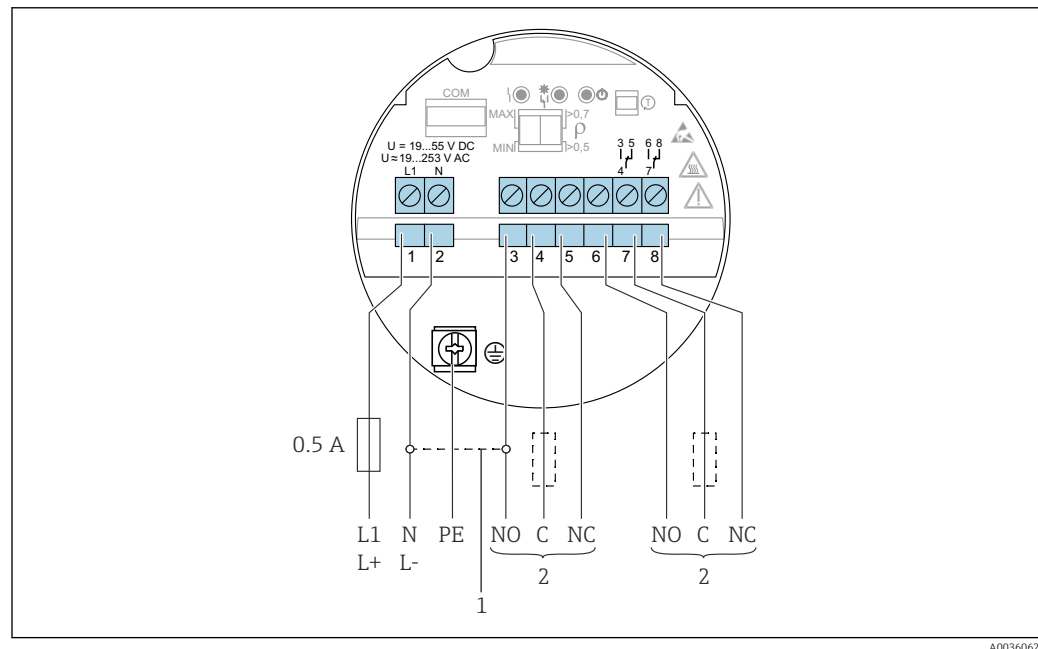 COM
MAX
>0,7
ρ
MIN
>0,5
T
U = 19...55 V DC
U ≈ 19...253 V AC
L1 N
3 5
4
6 8
7
1 2 3 4 5 6 7 8
0.5 A
L1 N PE NO C NC NO C NC
L+ L-
2 2
1
A0036062